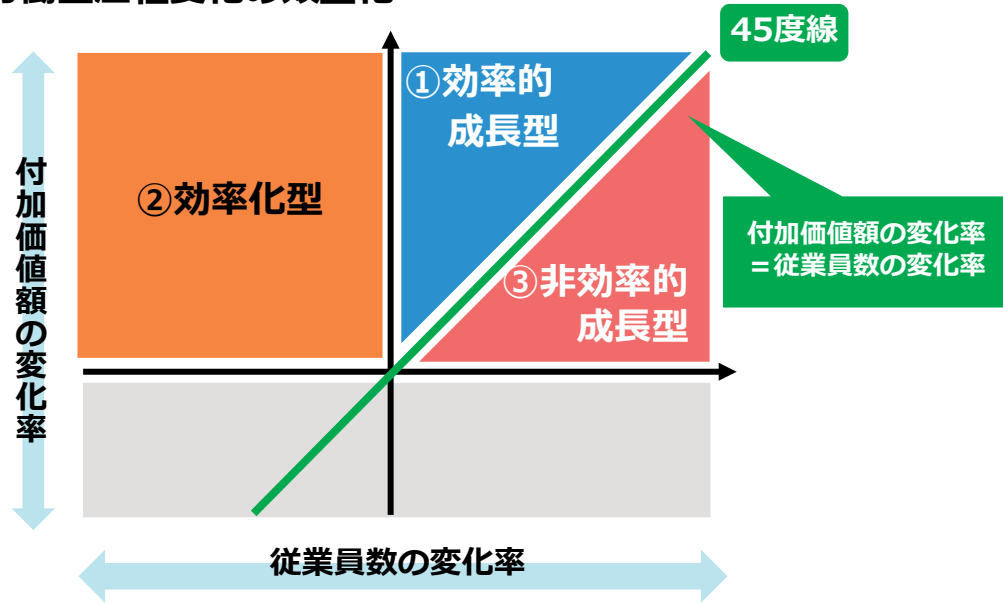 45度線
①効率的
成長型
②効率化型
付加価値額の変化率
付加価値額の変化率
＝従業員数の変化率
③非効率的
成長型
従業員数の変化率